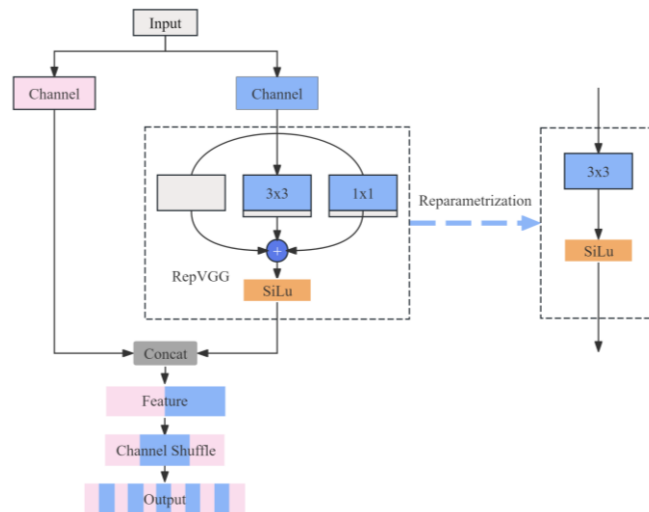 Input
Channel
Channel
3x3
1x1
+
RepVGG
SiLu
Reparametrization
3x3
SiLu
Concat
Feature
Channel Shuffle
Output